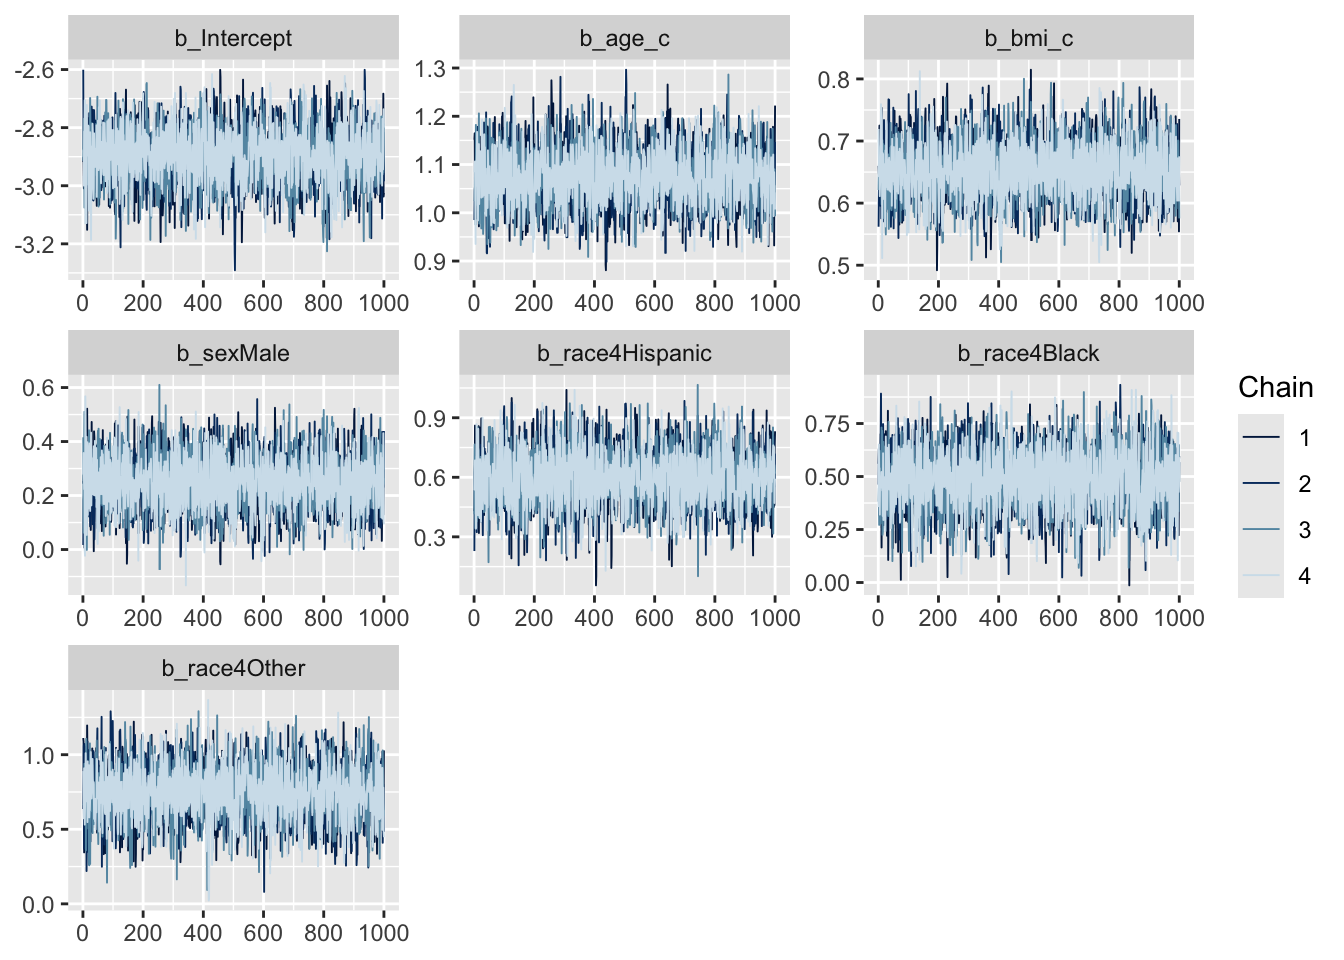 b_Intercept
-2.6
-2.8
-3.0
-3.2
0 200 400 600 800 1000
b_age_c
1.3
1.2
1.1
1.0
0.9
0 200 400 600 800 1000
b_bmi_c
0.8
0.7
0.6
0.5
0 200 400 600 800 1000
b_sexMale
0.6
0.4
0.2
0.0
0 200 400 600 800 1000
b_race4Hispanic
0.9
0.6
0.3
0 200 400 600 800 1000
b_race4Black
0.75
0.50
0.25
0.00
0 200 400 600 800 1000
b_race4Other
1.0
0.5
0.0
0 200 400 600 800 1000
Chain
1
2
3
4